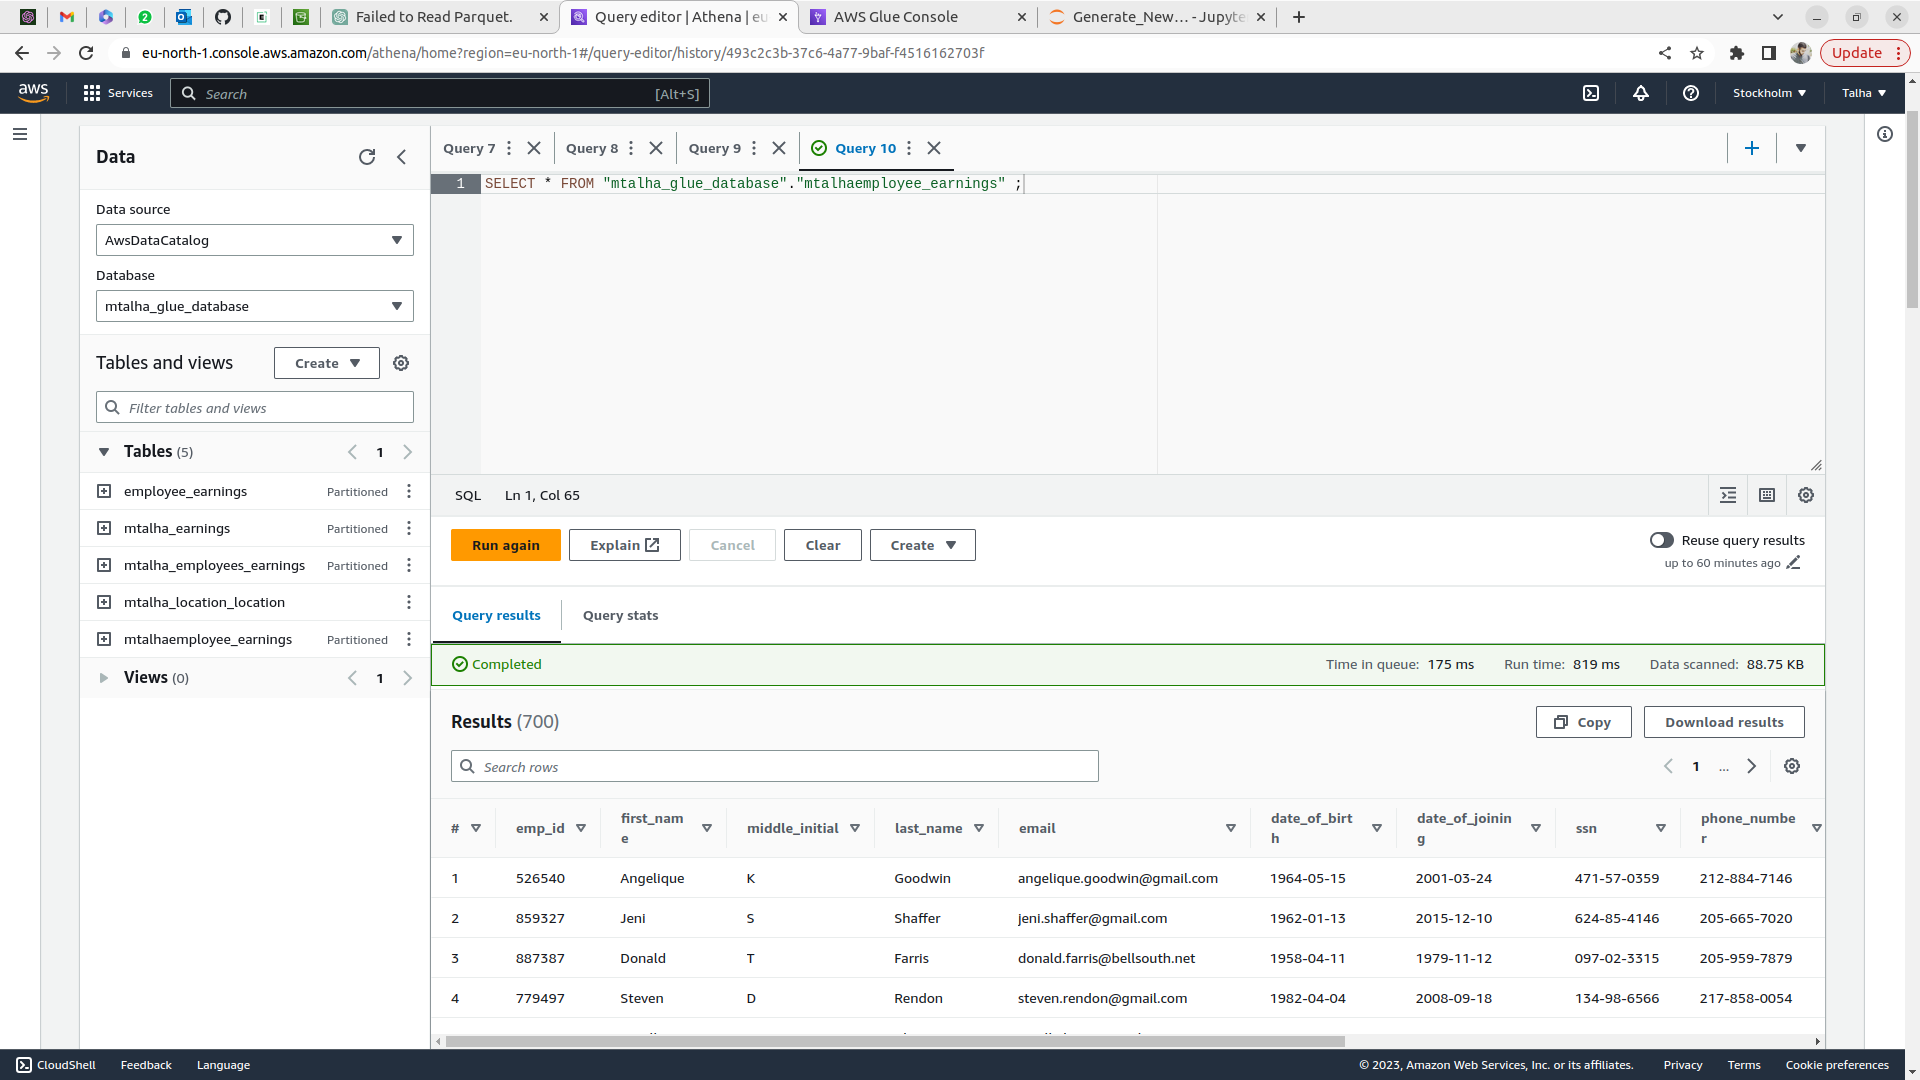 Failed to Read Parquet.
Query editor | Athena | eu
AWS Glue Console
Generate_New… - Jupyte
eu-north-1.console.aws.amazon.com/athena/home?region=eu-north-1#/query-editor/history/493c2c3b-37c6-4a77-9baf-f4516162703f
Update
aws
Services
Search
[Alt+S]
Stockholm
Talha
Data
Data source
AwsDataCatalog
Database
mtalha_glue_database
Tables and views
Create
Filter tables and views
Tables (5)
1
employee_earnings Partitioned
mtalha_earnings Partitioned
mtalha_employees_earnings Partitioned
mtalha_location_location
mtalhaemployee_earnings Partitioned
Views (0)
1
Query 7
Query 8
Query 9
Query 10
1 SELECT * FROM "mtalha_glue_database"."mtalhaemployee_earnings" ;
SQL Ln 1, Col 65
Run again
Explain
Cancel
Clear
Create
Reuse query results
up to 60 minutes ago
Query results
Query stats
Completed
Time in queue: 175 ms Run time: 819 ms Data scanned: 88.75 KB
Results (700)
Copy
Download results
Search rows
1 ...
# emp_id first_nam
e middle_initial last_name email date_of_birt
h date_of_joinin
g ssn phone_numbe
r
1 526540 Angelique K Goodwin angelique.goodwin@gmail.com 1964-05-15 2001-03-24 471-57-0359 212-884-7146
2 859327 Jeni S Shaffer jeni.shaffer@gmail.com 1962-01-13 2015-12-10 624-85-4146 205-665-7020
3 887387 Donald T Farris donald.farris@bellsouth.net 1958-04-11 1979-11-12 097-02-3315 205-959-7879
4 779497 Steven D Rendon steven.rendon@gmail.com 1982-04-04 2008-09-18 134-98-6566 217-858-0054
CloudShell Feedback Language
© 2023, Amazon Web Services, Inc. or its affiliates. Privacy Terms Cookie preferences